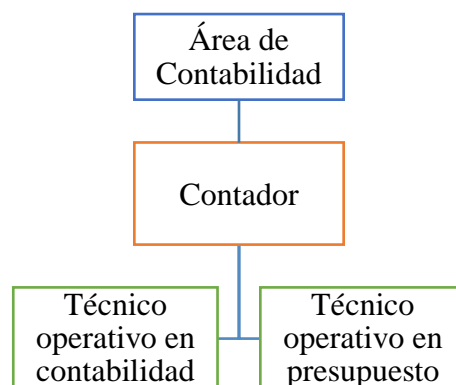 Área de
Contabilidad
Contador
Técnico
operativo en
contabilidad
Técnico
operativo en
presupuesto